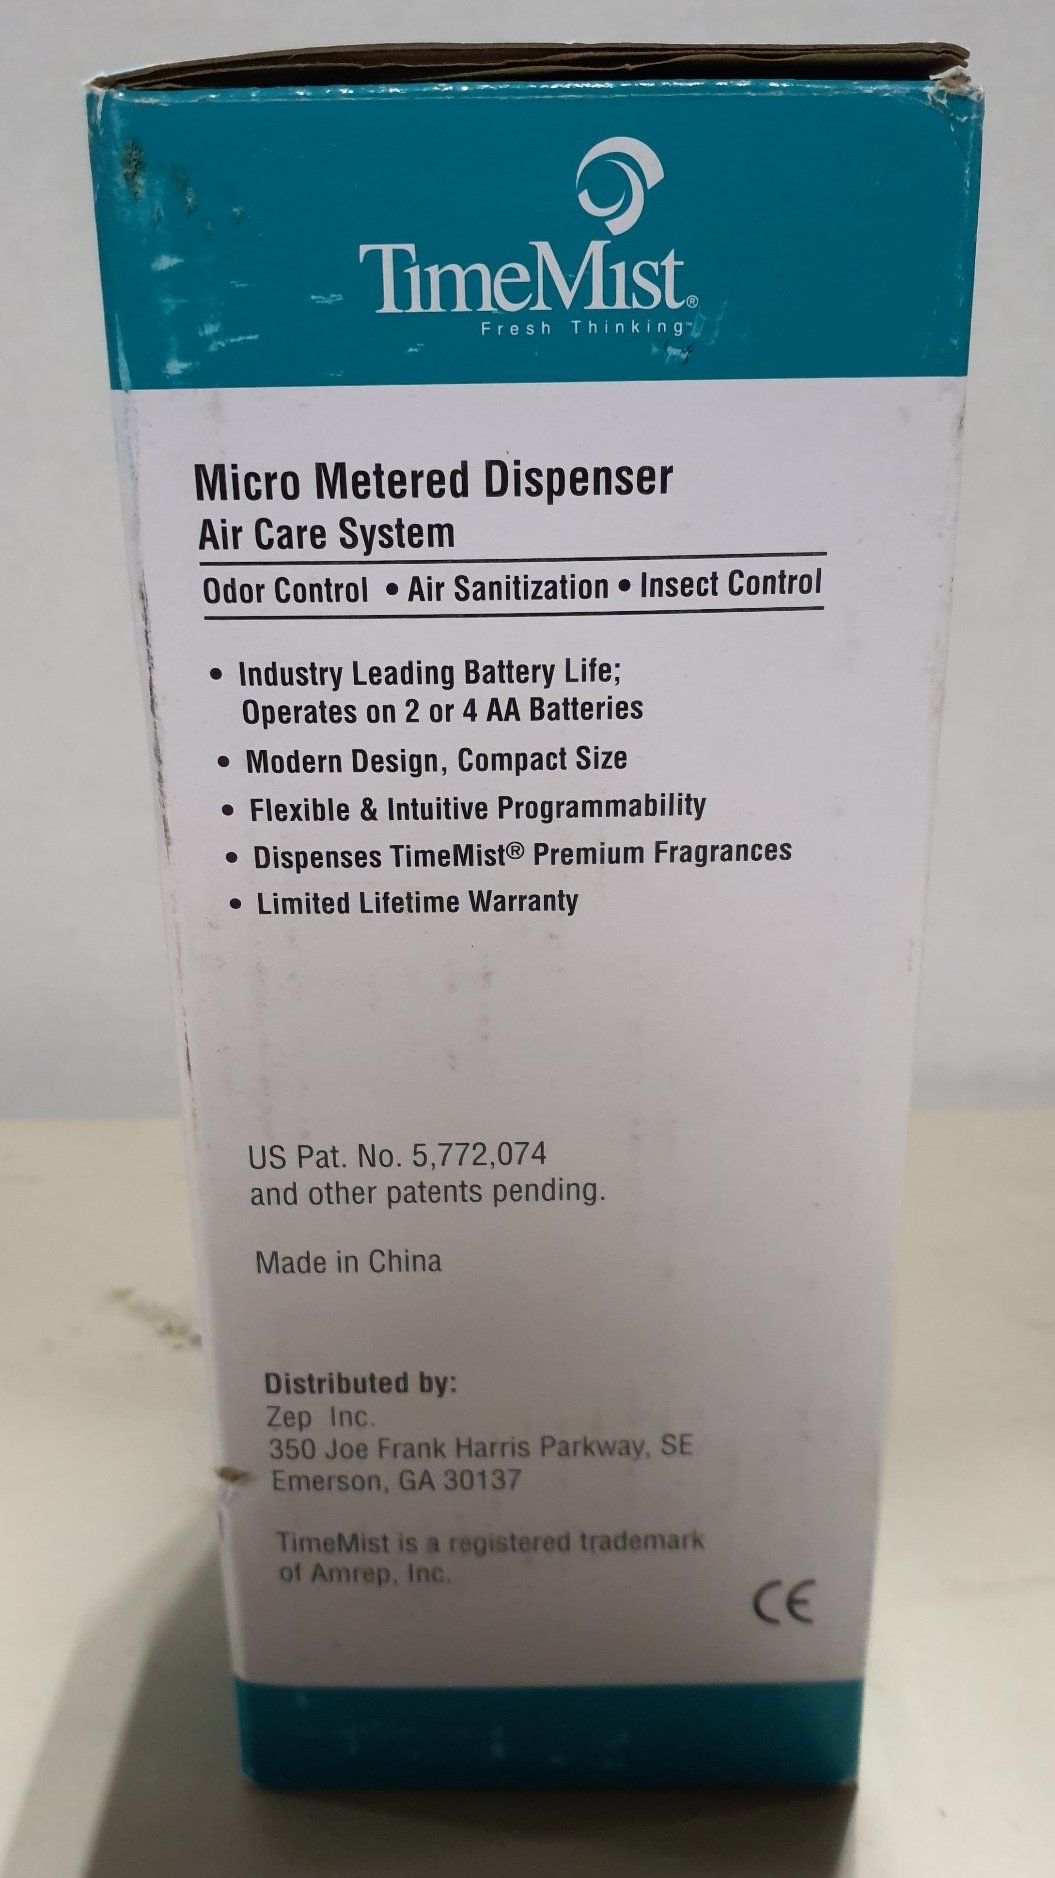 TimeMist®
Fresh Thinking™
Micro Metered Dispenser
Air Care System
Odor Control • Air Sanitization • Insect Control
• Industry Leading Battery Life;
Operates on 2 or 4 AA Batteries
• Modern Design, Compact Size
• Flexible & Intuitive Programmability
• Dispenses TimeMist® Premium Fragrances
• Limited Lifetime Warranty
US Pat. No. 5,772,074
and other patents pending.
Made in China
Distributed by:
Zep Inc.
350 Joe Frank Harris Parkway, SE
Emerson, GA 30137
TimeMist is a registered trademark
of Amrep, Inc.
CE